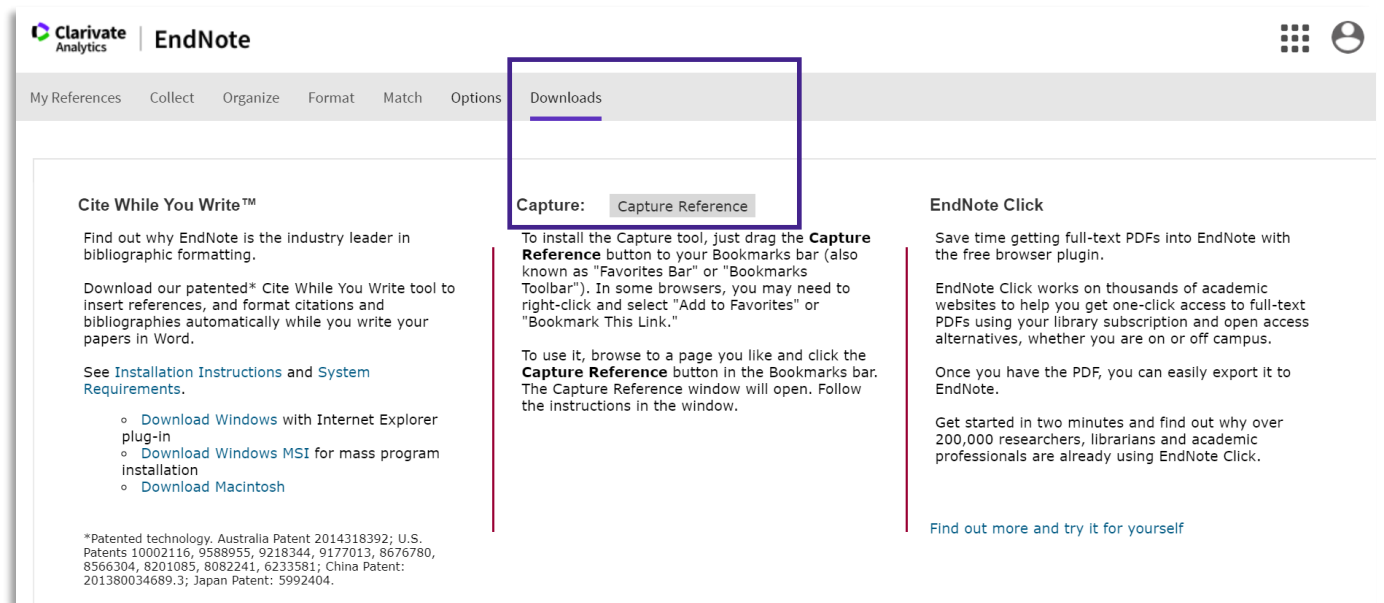 Clarivate
Analytics
EndNote
My References Collect Organize Format Match Options Downloads
Cite While You Write™
Find out why EndNote is the industry leader in
bibliographic formatting.
Download our patented* Cite While You Write tool to
insert references, and format citations and
bibliographies automatically while you write your
papers in Word.
See Installation Instructions and System
Requirements.
Download Windows with Internet Explorer
plug-in
Download Windows MSI for mass program
installation
Download Macintosh
*Patented technology. Australia Patent 2014318392; U.S.
Patents 10002116, 9588955, 9218344, 9177013, 8676780,
8566304, 8201085, 8082241, 6233581; China Patent:
201380034689.3; Japan Patent: 5992404.
Capture: Capture Reference
To install the Capture tool, just drag the Capture
Reference button to your Bookmarks bar (also
known as "Favorites Bar" or "Bookmarks
Toolbar"). In some browsers, you may need to
right-click and select "Add to Favorites" or
"Bookmark This Link."
To use it, browse to a page you like and click the
Capture Reference button in the Bookmarks bar.
The Capture Reference window will open. Follow
the instructions in the window.
EndNote Click
Save time getting full-text PDFs into EndNote with
the free browser plugin.
EndNote Click works on thousands of academic
websites to help you get one-click access to full-text
PDFs using your library subscription and open access
alternatives, whether you are on or off campus.
Once you have the PDF, you can easily export it to
EndNote.
Get started in two minutes and find out why over
200,000 researchers, librarians and academic
professionals are already using EndNote Click.
Find out more and try it for yourself